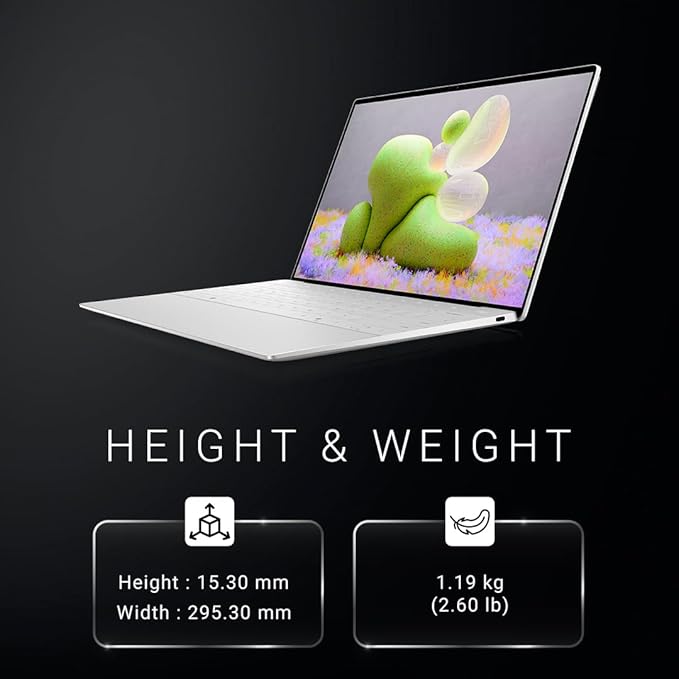 HEIGHT & WEIGHT
Height : 15.30 mm
Width : 295.30 mm
1.19 kg
(2.60 lb)